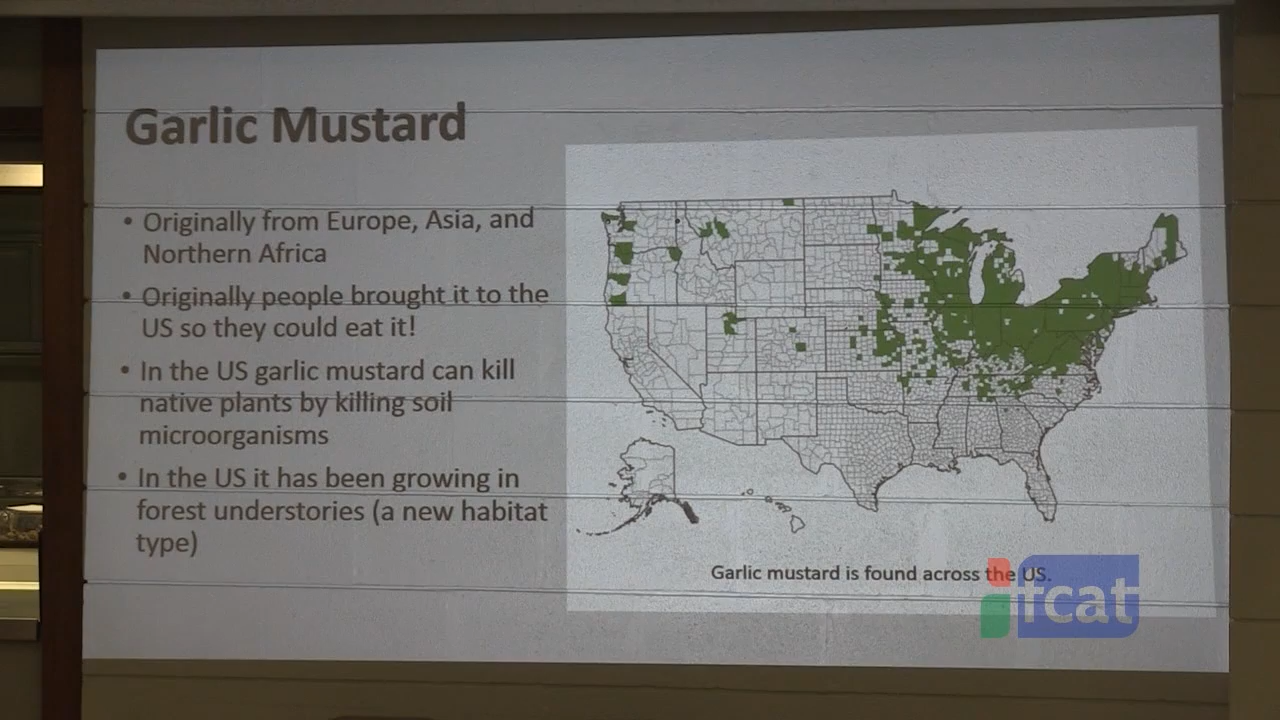 Garlic Mustard
• Originally from Europe, Asia, and
Northern Africa
• Originally people brought it to the
US so they could eat it!
• In the US garlic mustard can kill
native plants by killing soil
microorganisms
• In the US it has been growing in
forest understories (a new habitat
type)
Garlic mustard is found across the US.
fcat